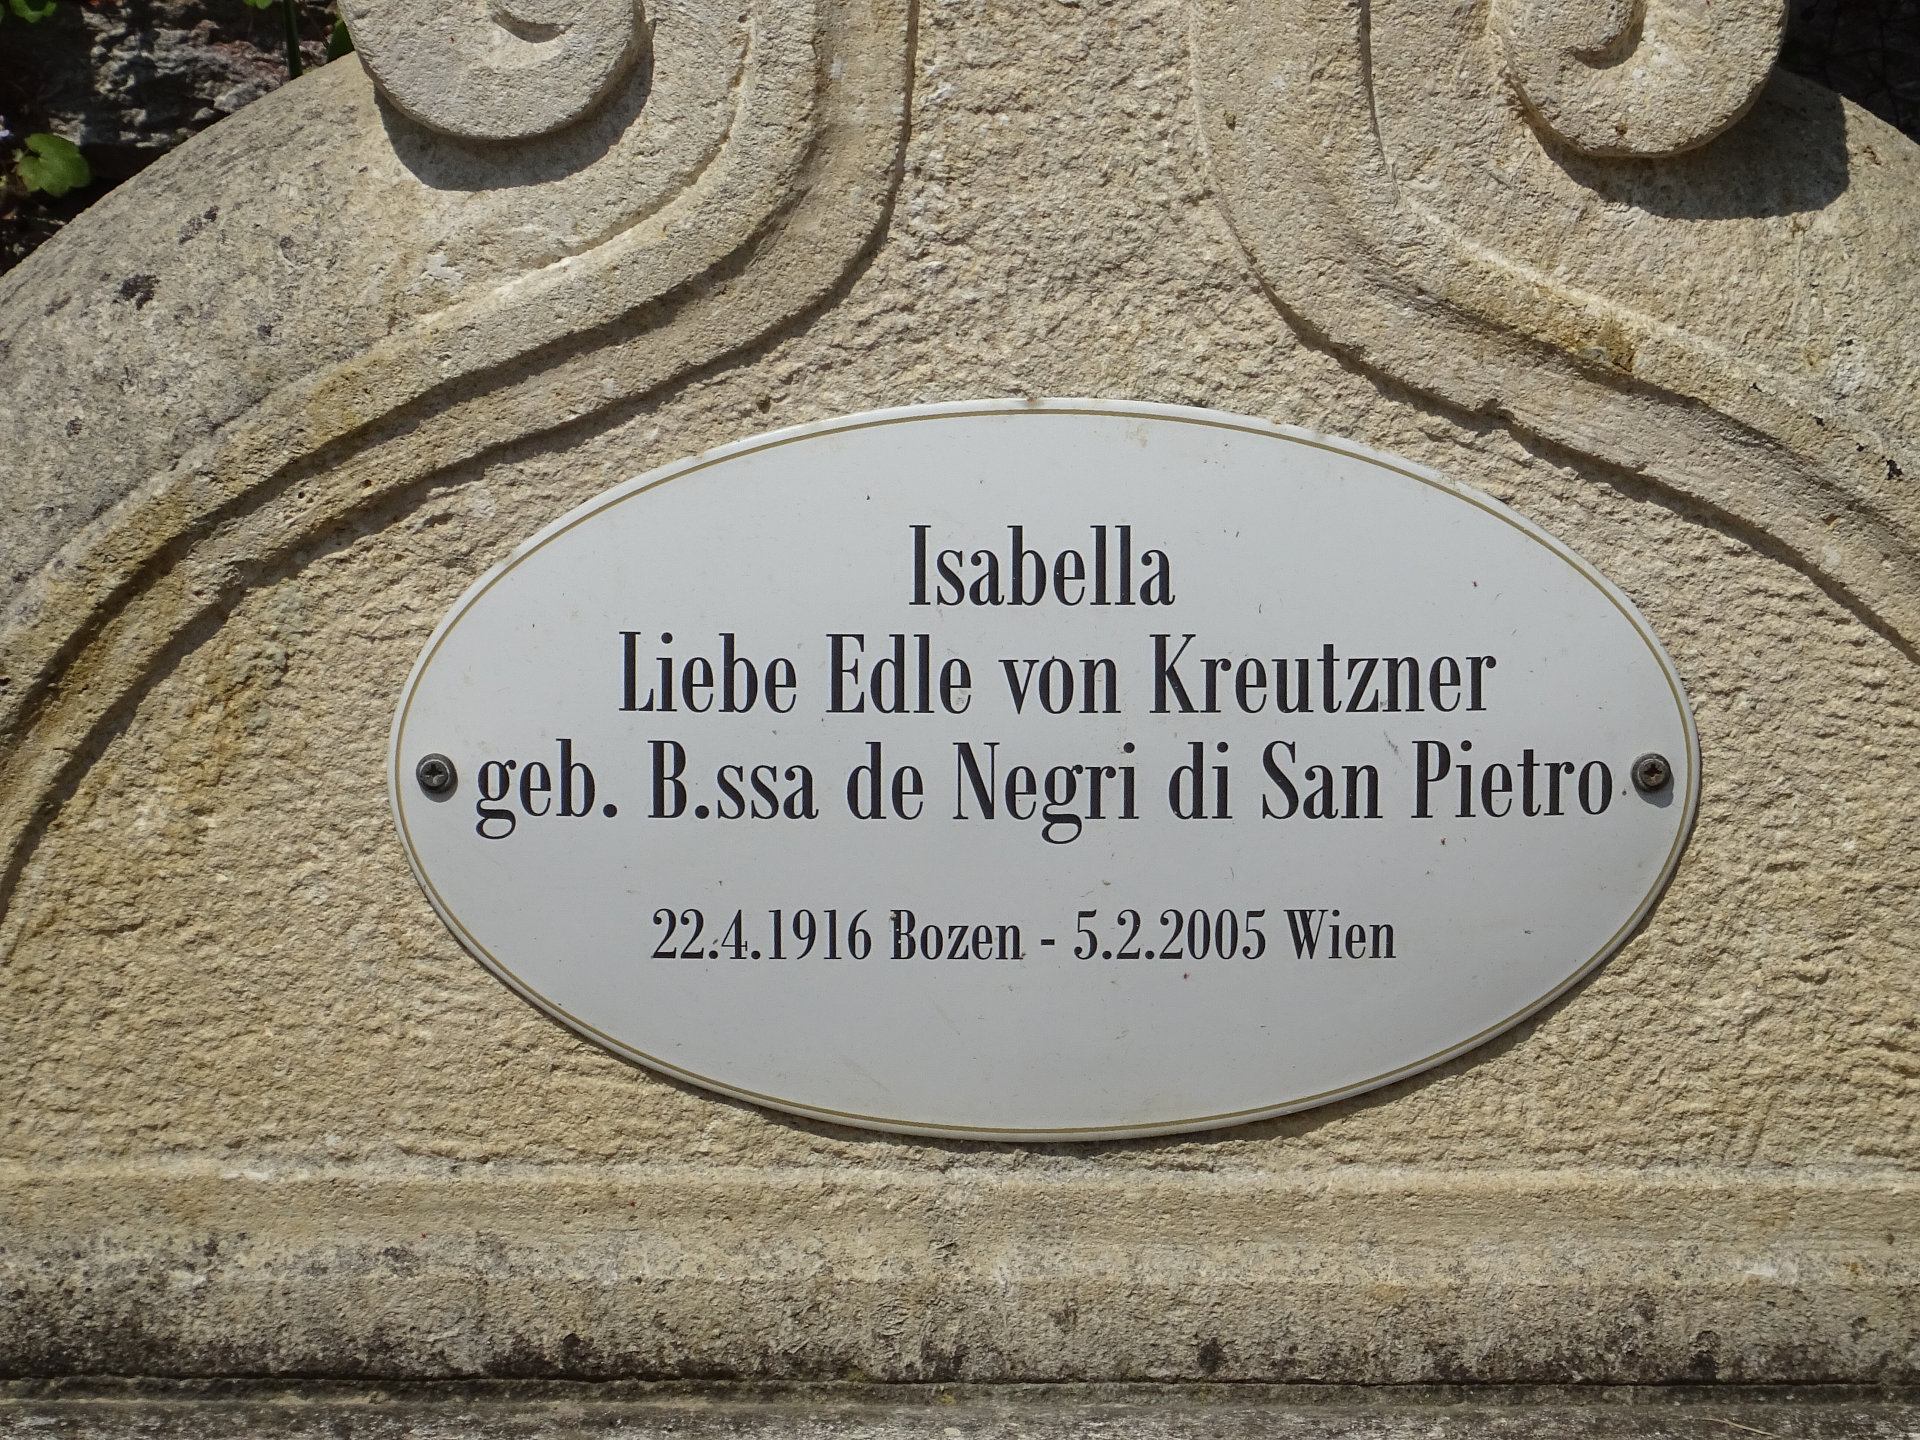 Isabella
Liebe Edle von Kreutzner
geb. B.ssa de Negri di San Pietro
22.4.1916 Bozen - 5.2.2005 Wien